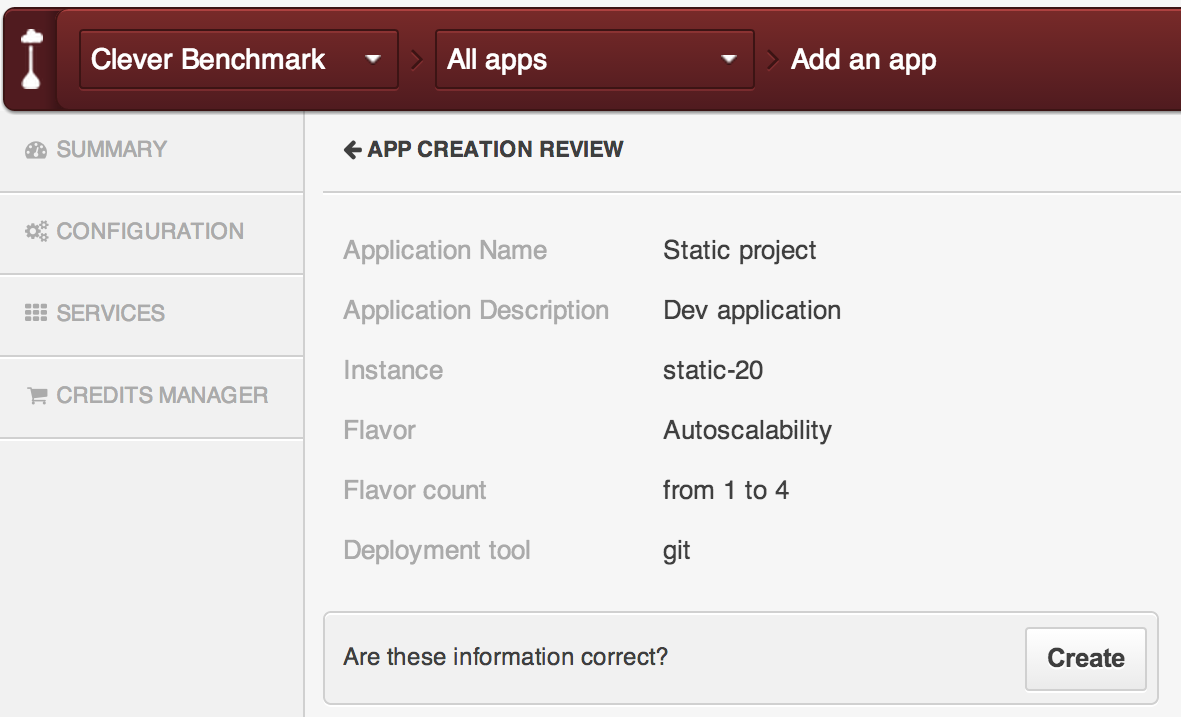 Clever Benchmark All apps Add an app
SUMMARY
CONFIGURATION
SERVICES
CREDITS MANAGER
APP CREATION REVIEW
Application Name Static project
Application Description Dev application
Instance static-20
Flavor Autoscalability
Flavor count from 1 to 4
Deployment tool git
Are these information correct? Create